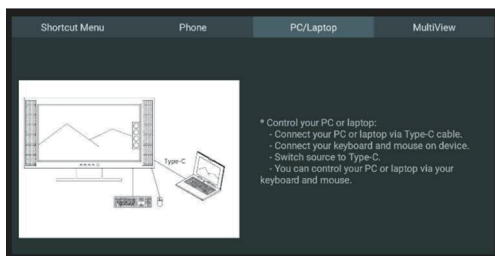 Shortcut Menu
Phone
PC/Laptop
MultiView
Type-C
* Control your PC or laptop:
- Connect your PC or laptop via Type-C cable.
- Connect your keyboard and mouse on device.
- Switch source to Type-C.
- You can control your PC or laptop via your
keyboard and mouse.